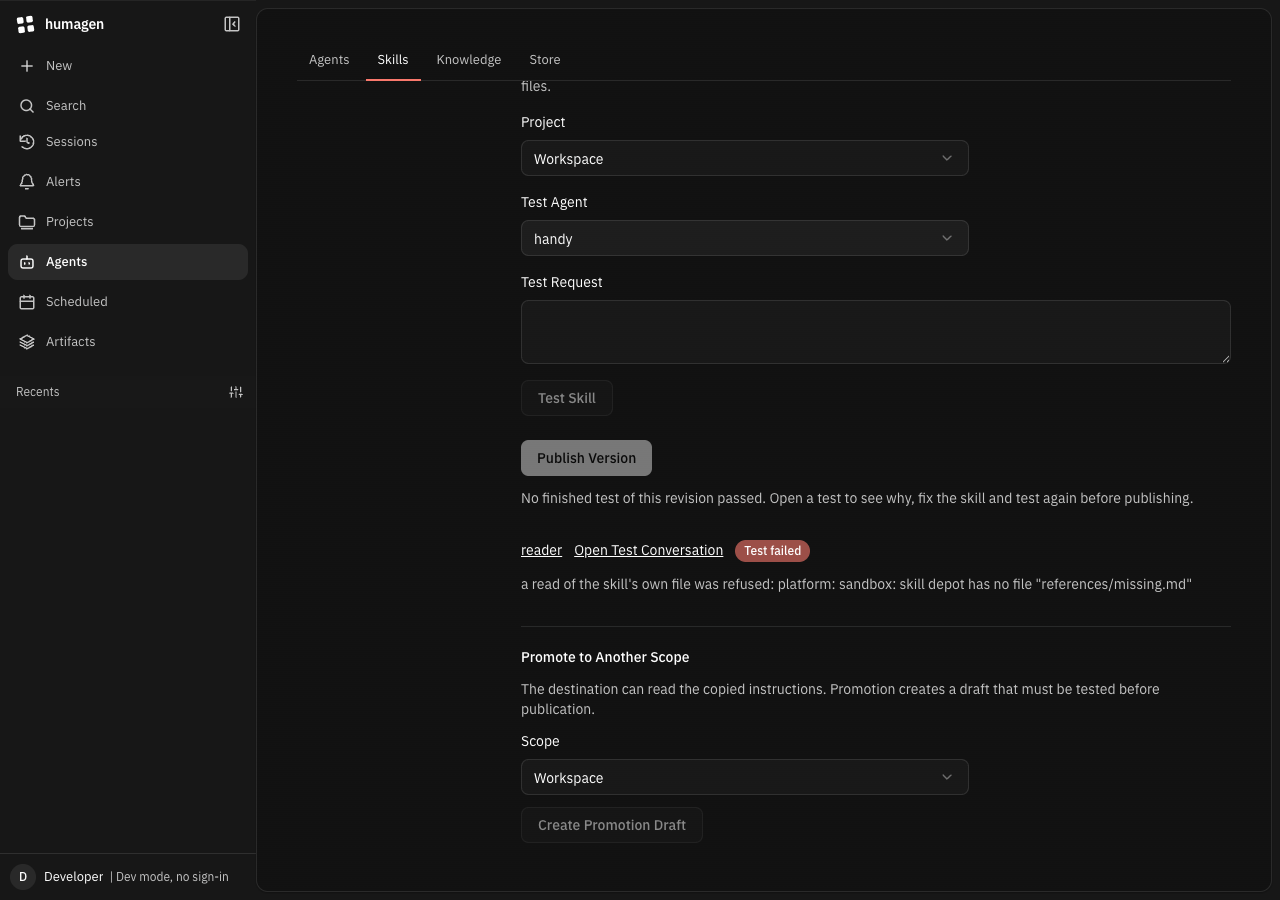 humagen
New
Search
Sessions
Alerts
Projects
Agents
Scheduled
Artifacts
Recents
Developer | Dev mode, no sign-in
D
Agents Skills Knowledge Store
files.
Project
Workspace
Test Agent
handy
Test Request
Test Skill
Publish Version
No finished test of this revision passed. Open a test to see why, fix the skill and test again before publishing.
reader Open Test Conversation Test failed
a read of the skill's own file was refused: platform: sandbox: skill depot has no file "references/missing.md"
Promote to Another Scope
The destination can read the copied instructions. Promotion creates a draft that must be tested before
publication.
Scope
Workspace
Create Promotion Draft